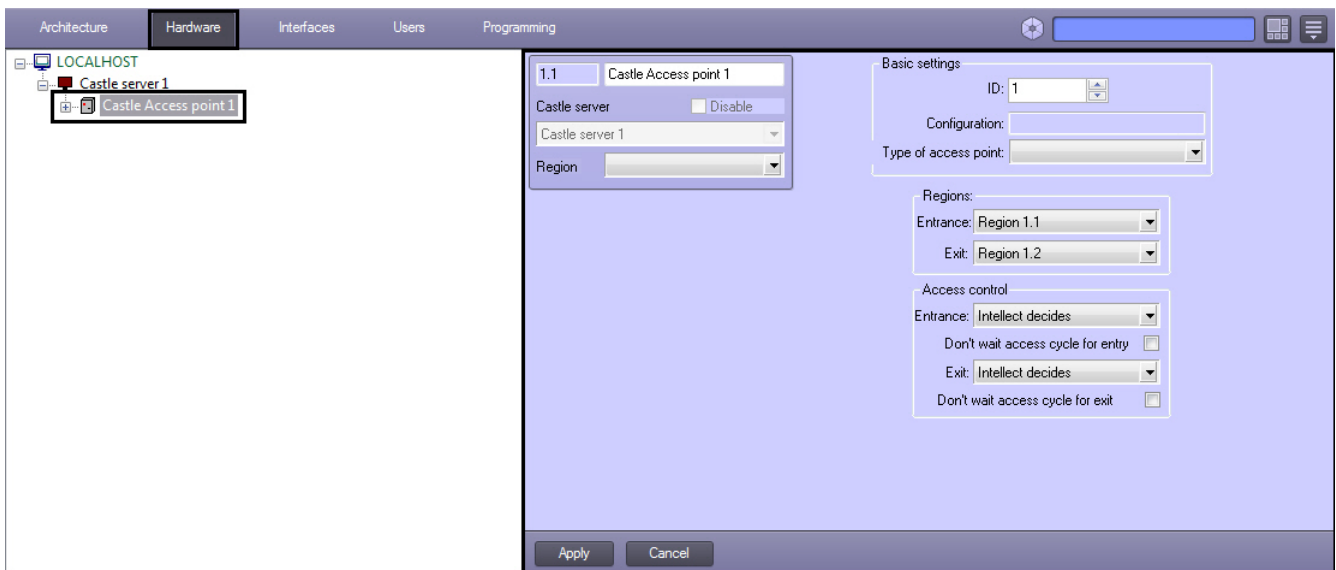 Architecture Hardware Interfaces Users Programming
LOCALHOST
Castle server 1
Castle Access point 1
1.1 Castle Access point 1
Castle server Disable
Castle server 1
Region
Basic settings
ID: 1
Configuration:
Type of access point:
Regions:
Entrance: Region 1.1
Exit: Region 1.2
Access control
Entrance: Intellect decides
Don't wait access cycle for entry
Exit: Intellect decides
Don't wait access cycle for exit
Apply Cancel